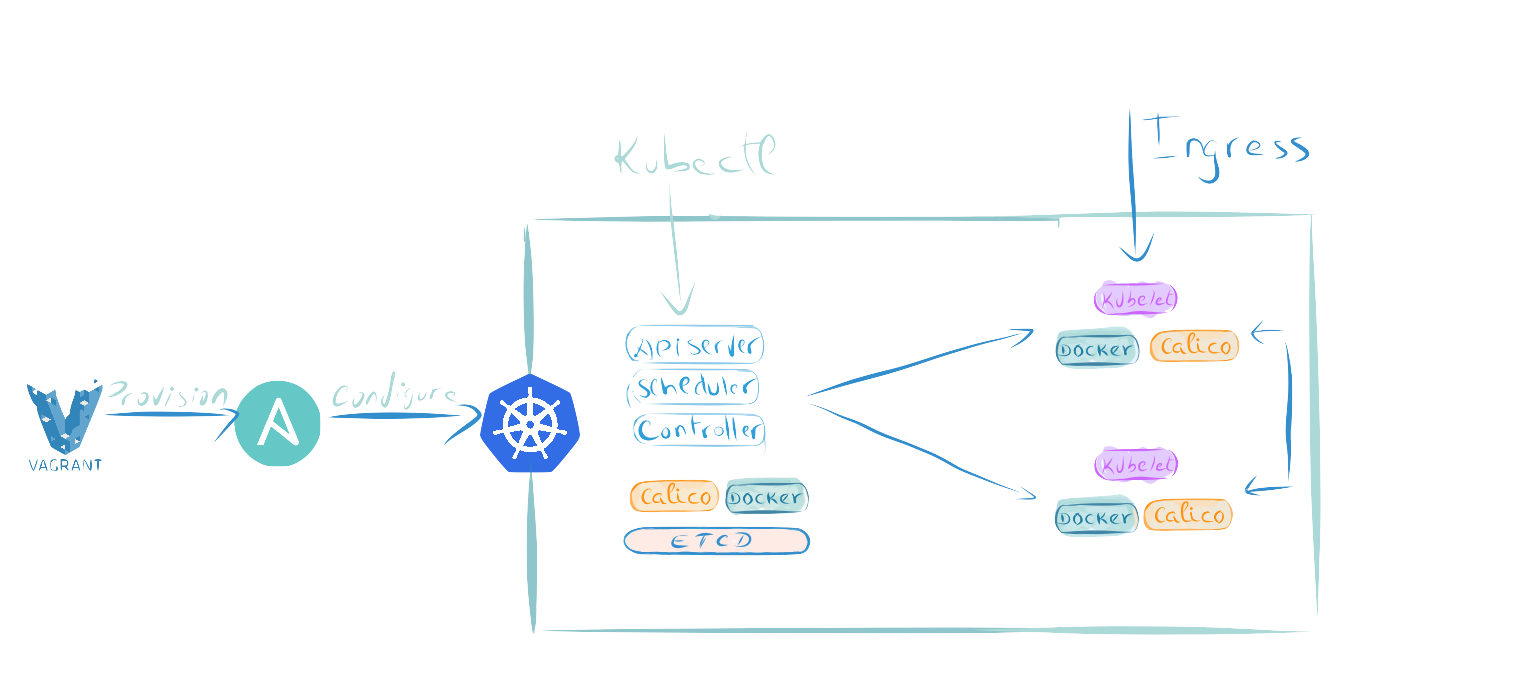 Kubectl
Ingress
Provision
Configure
VAGRANT
Apiserver
Scheduler
Controller
Calico
DOCKER
ETCD
Kubelet
DOCKER
Calico
Kubelet
DOCKER
Calico